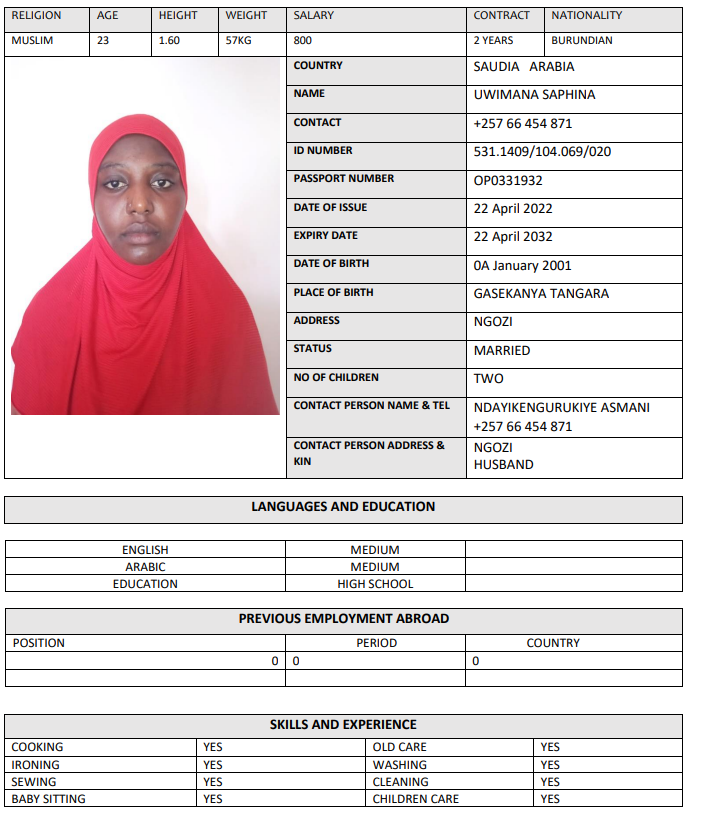 RELIGION AGE HEIGHT WEIGHT SALARY CONTRACT NATIONALITY
MUSLIM 23 1.60 57KG 800 2 YEARS BURUNDIAN
COUNTRY SAUDIA ARABIA
NAME UWIMANA SAPHINA
CONTACT +257 66 454 871
ID NUMBER 531.1409/104.069/020
PASSPORT NUMBER OP0331932
DATE OF ISSUE 22 April 2022
EXPIRY DATE 22 April 2032
DATE OF BIRTH 0A January 2001
PLACE OF BIRTH GASEKANYA TANGARA
ADDRESS NGOZI
STATUS MARRIED
NO OF CHILDREN TWO
CONTACT PERSON NAME & TEL NDAYIKENGURUKIYE ASMANI
+257 66 454 871
CONTACT PERSON ADDRESS & NGOZI
KIN HUSBAND
LANGUAGES AND EDUCATION
ENGLISH MEDIUM
ARABIC MEDIUM
EDUCATION HIGH SCHOOL
PREVIOUS EMPLOYMENT ABROAD
POSITION PERIOD COUNTRY
0 0 0
SKILLS AND EXPERIENCE
COOKING YES OLD CARE YES
IRONING YES WASHING YES
SEWING YES CLEANING YES
BABY SITTING YES CHILDREN CARE YES